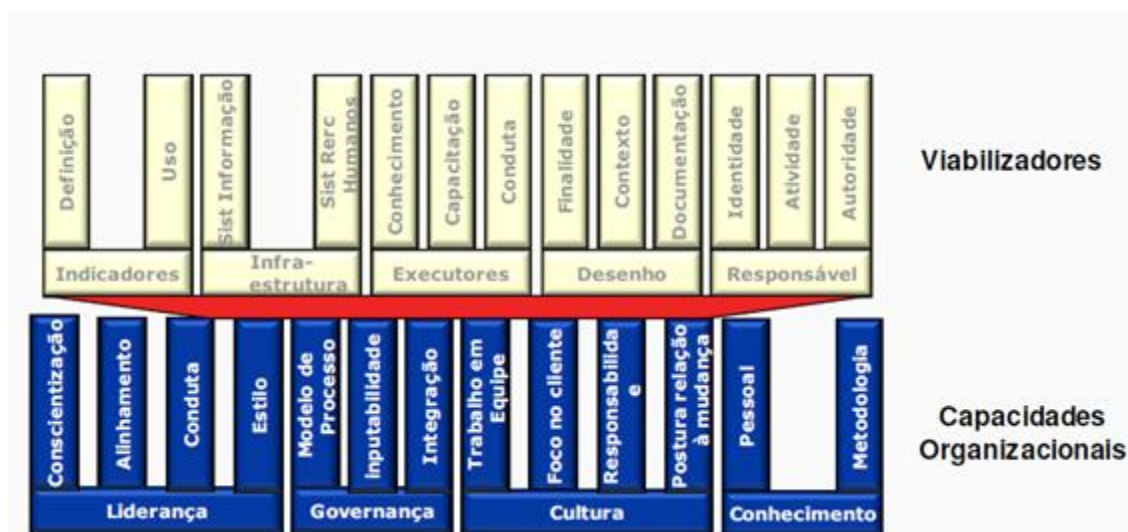 Definição
Uso
Sist Informação
Sist Rerc
Humanos
Conhecimento
Capacitação
Conduta
Finalidade
Contexto
Documentação
Identidade
Atividade
Autoridade
Viabilizadores
Indicadores
Infra-
estrutura
Executores
Desenho
Responsável
Conscientização
Alinhamento
Conduta
Estilo
Modelo de
Processo
Inputabilidade
Integração
Trabalho em
Equipe
Foco no cliente
Responsabilidad
e
Postura relação
à mudança
Pessoal
Metodologia
Capacidades
Organizacionais
Liderança
Governança
Cultura
Conhecimento